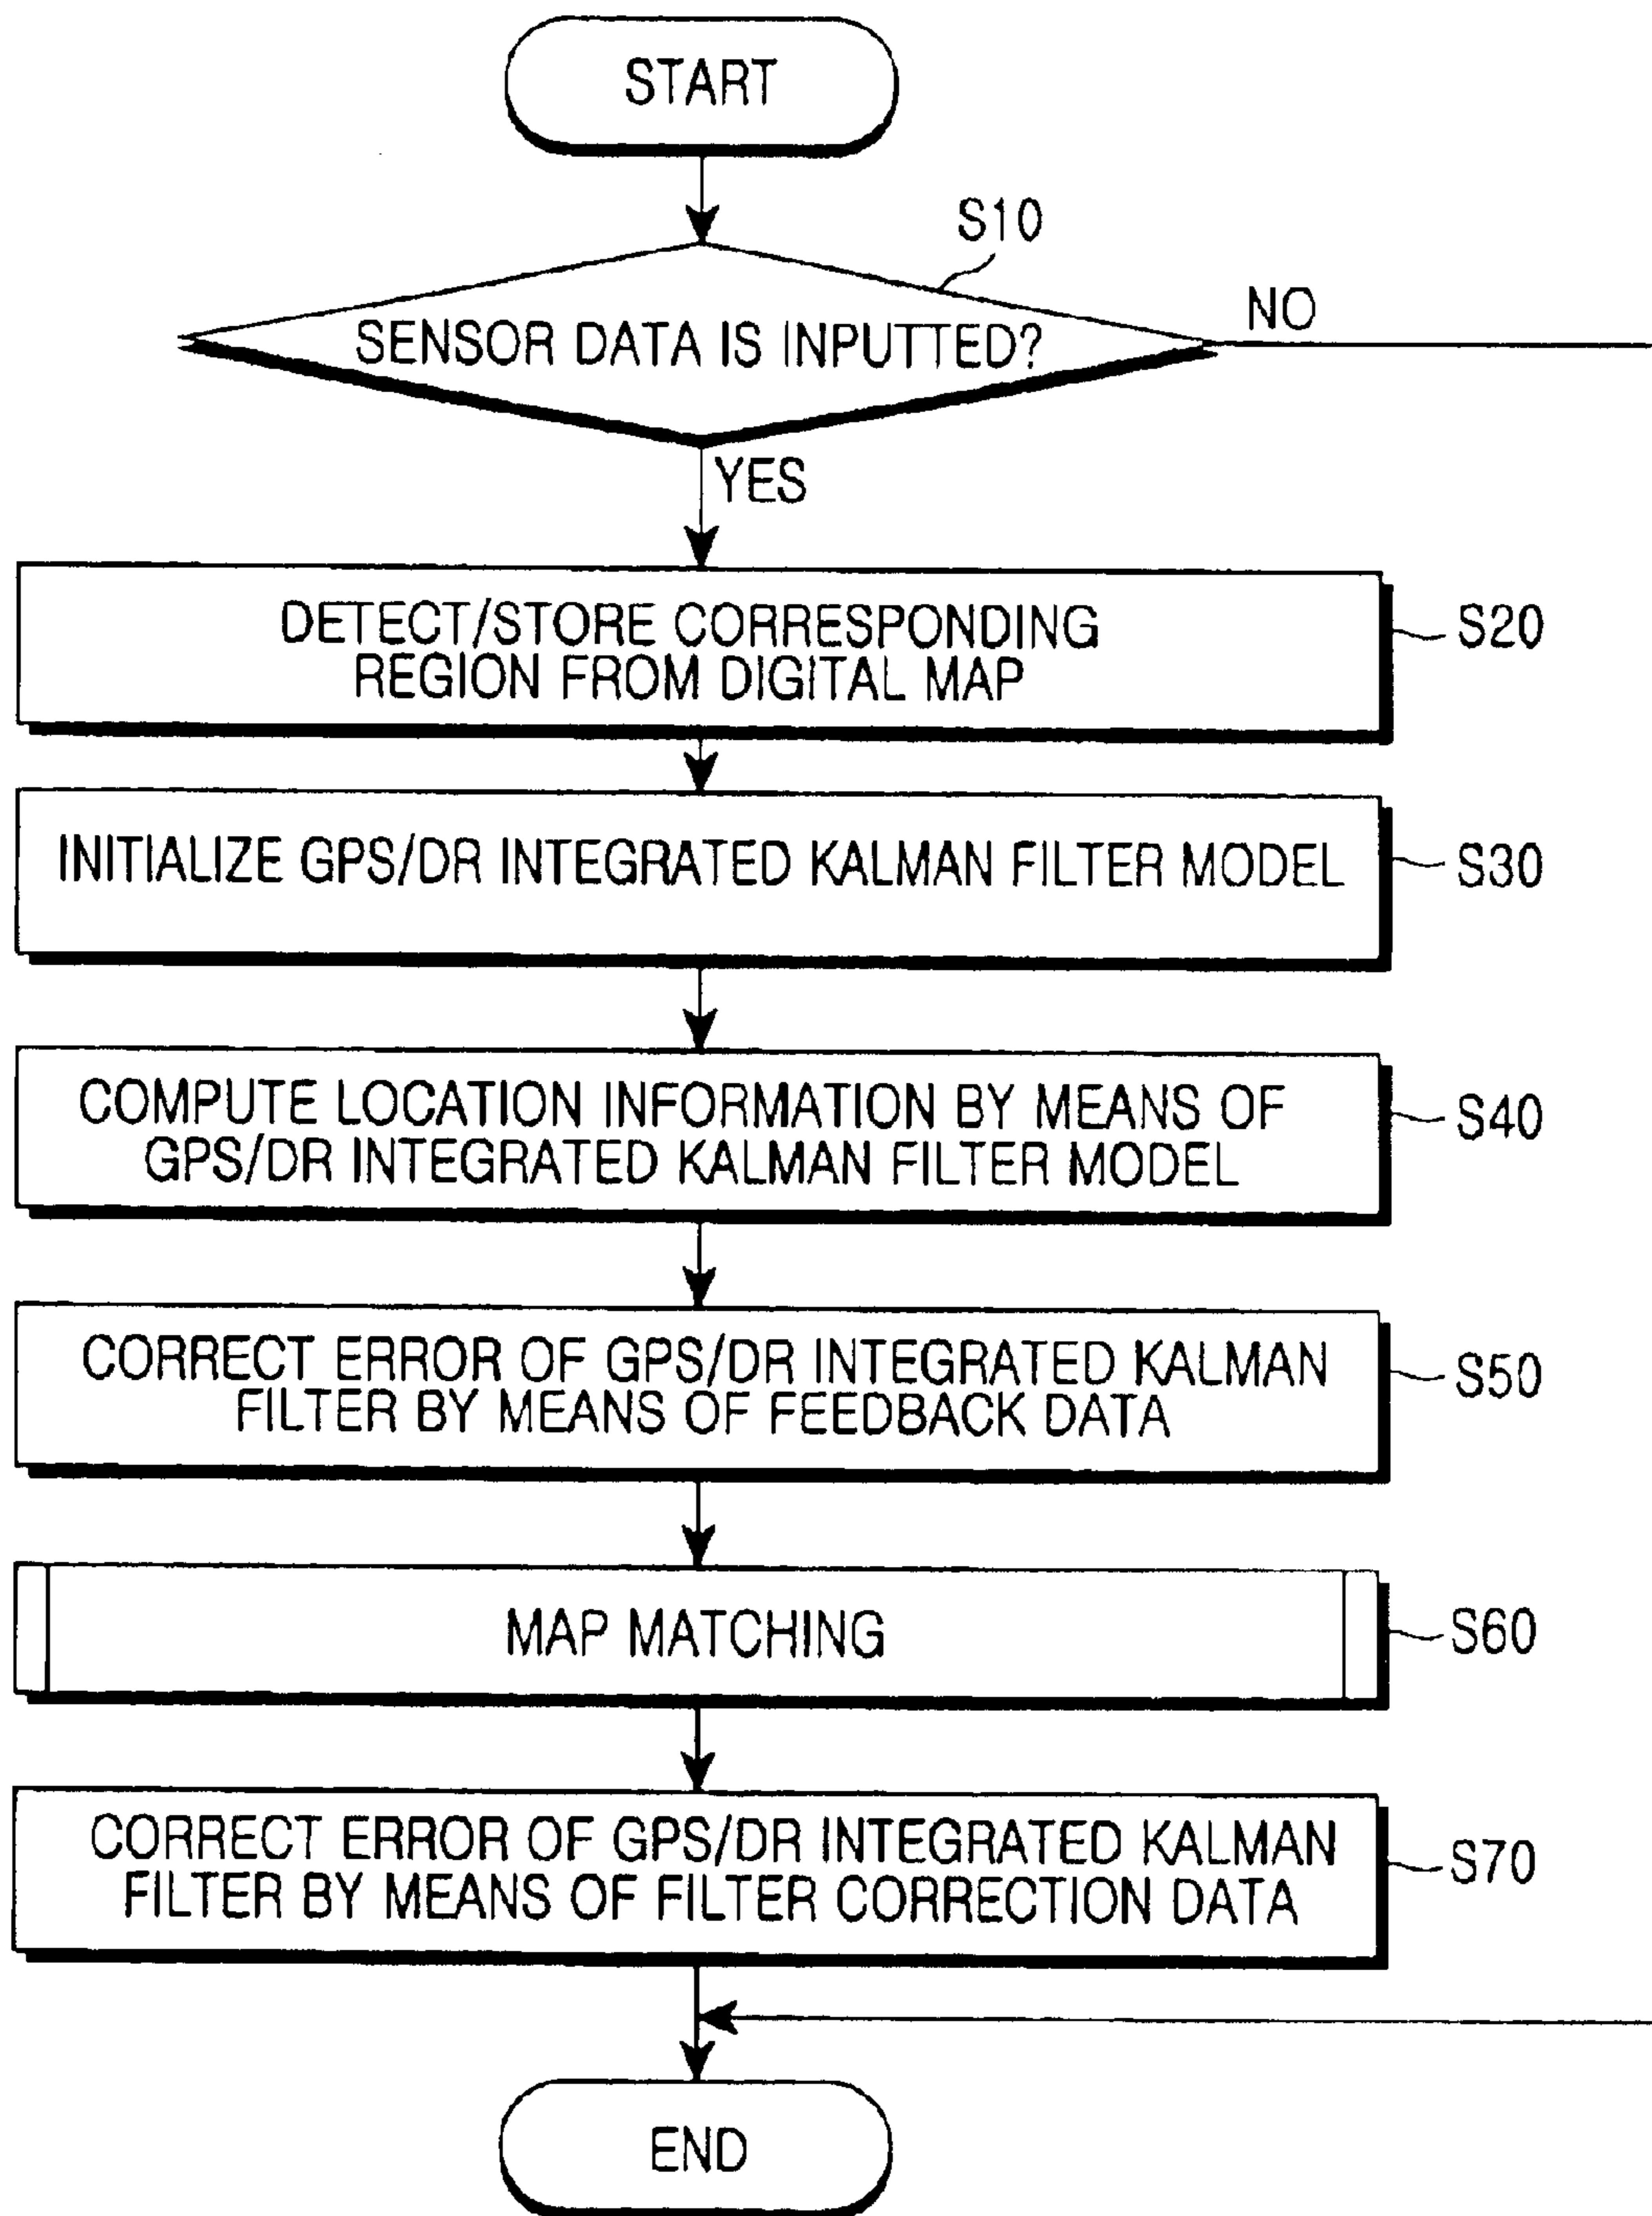 START
S10
SENSOR DATA IS INPUTTED?
NO
YES
DETECT/STORE CORRESPONDING
REGION FROM DIGITAL MAP
S20
INITIALIZE GPS/DR INTEGRATED KALMAN FILTER MODEL
S30
COMPUTE LOCATION INFORMATION BY MEANS OF
GPS/DR INTEGRATED KALMAN FILTER MODEL
S40
CORRECT ERROR OF GPS/DR INTEGRATED KALMAN
FILTER BY MEANS OF FEEDBACK DATA
S50
MAP MATCHING
S60
CORRECT ERROR OF GPS/DR INTEGRATED KALMAN
FILTER BY MEANS OF FILTER CORRECTION DATA
S70
END